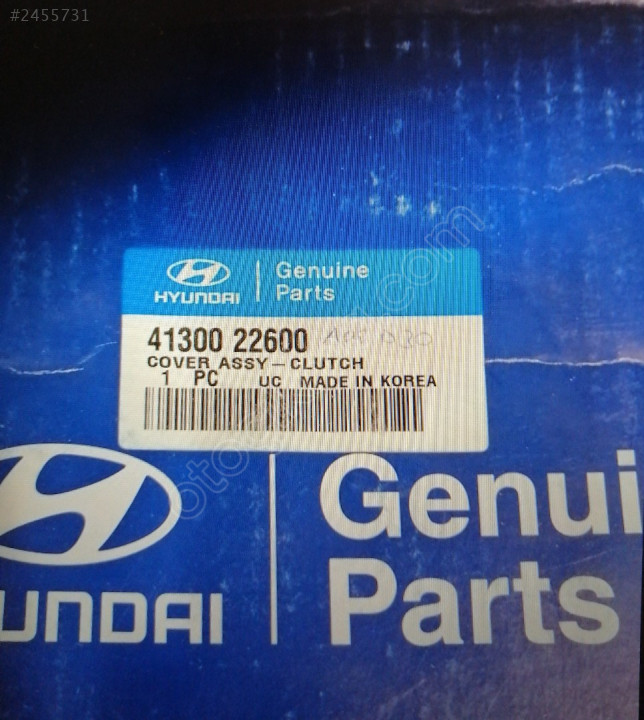 #2455731
HYUNDAI
Genuine
Parts
41300 22600
COVER ASSY-CLUTCH
1 PC UC MADE IN KOREA
Genui
Parts
UNDAI